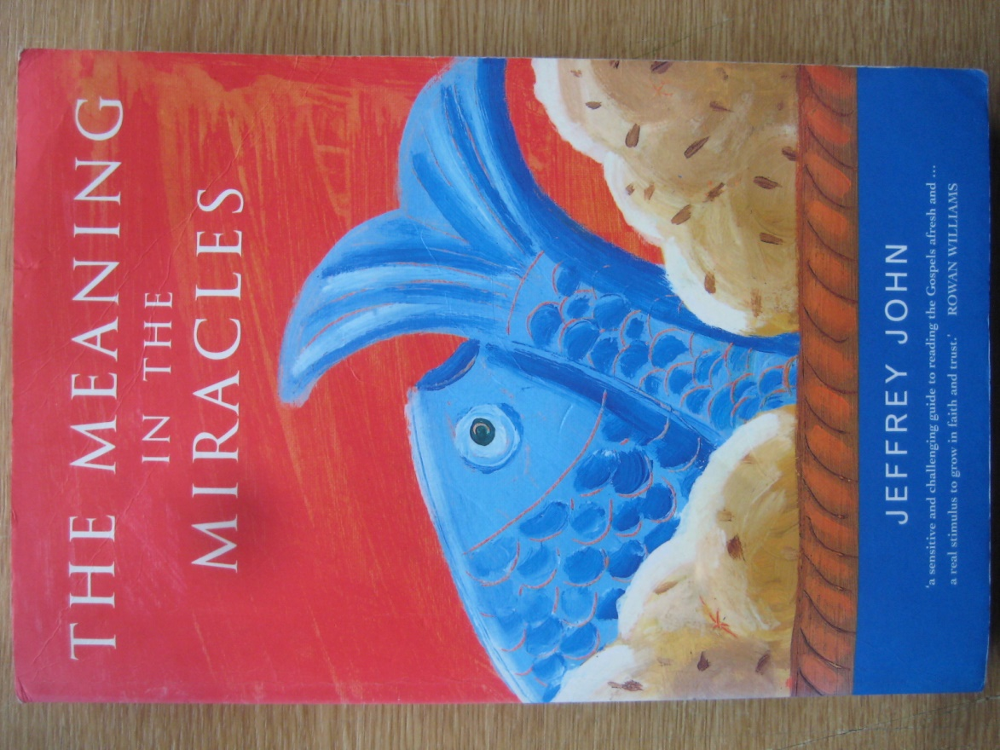 THE MEANING
IN THE
MIRACLES
JEFFREY JOHN
'a sensitive and challenging guide to reading the Gospels afresh and ...
a real stimulus to grow in faith and trust.' ROWAN WILLIAMS